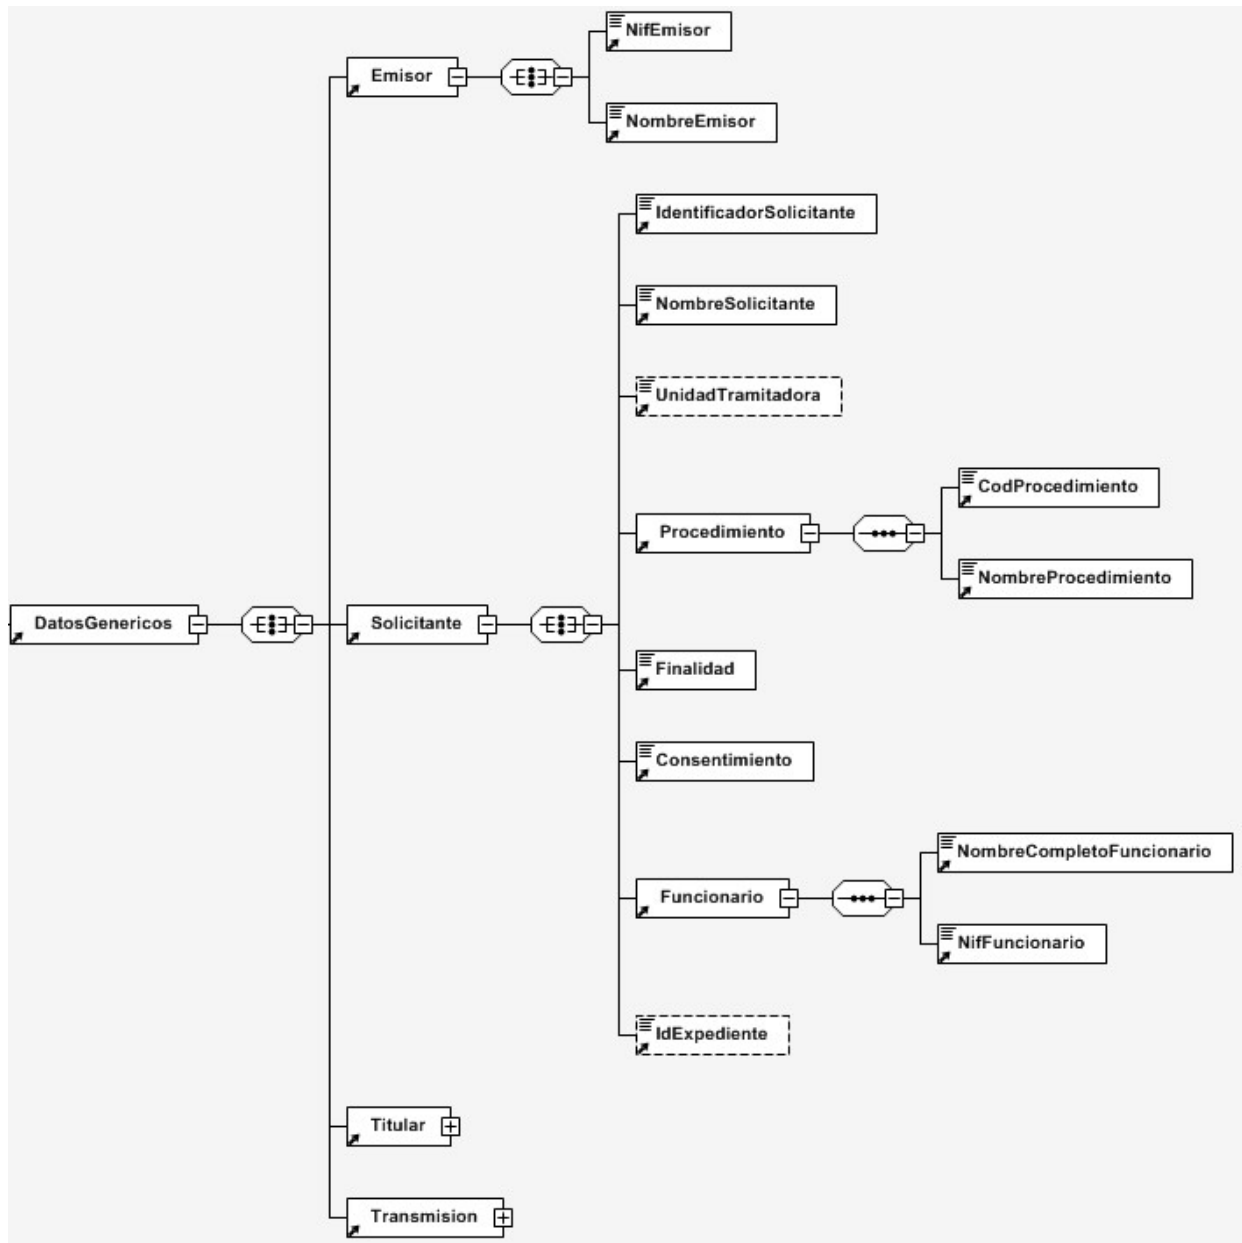 NifEmisor
Emisor
NombreEmisor
IdentificadorSolicitante
NombreSolicitante
UnidadTramitadora
CodProcedimiento
Procedimiento
NombreProcedimiento
DatosGenericos
Solicitante
Finalidad
Consentimiento
NombreCompletoFuncionario
Funcionario
NifFuncionario
IdExpediente
Titular
Transmision